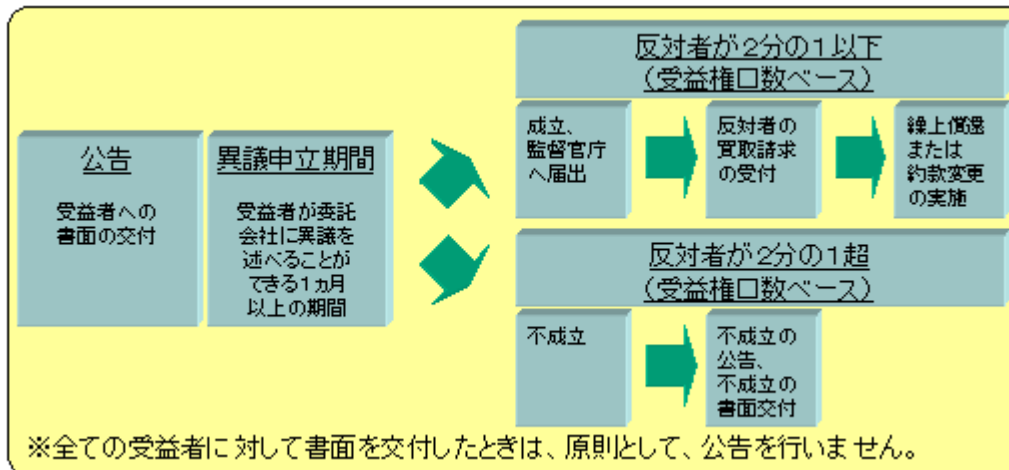 公告
受益者への
書面の交付
異議申立期間
受益者が委託
会社に異議を
述べることが
できる1ヵ月
以上の期間
反対者が2分の1以下
(受益権口数ベース)
成立、
監督官庁
へ届出
反対者の
買取請求
の受付
繰上償還
または
約款変更
の実施
反対者が2分の1超
(受益権口数ベース)
不成立
不成立の
公告、
不成立の
書面交付
※全ての受益者に対して書面を交付したときは、原則として、公告を行いません。